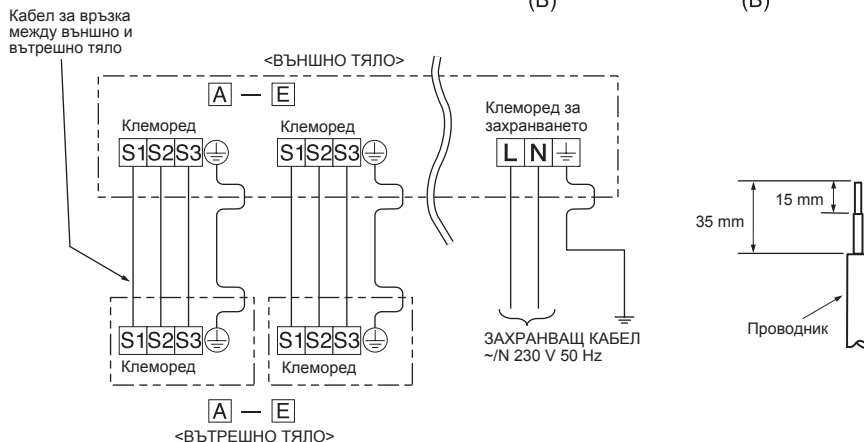 (B)
(B)
Кабел за връзка
между външно и
вътрешно тяло
<ВЪНШНО ТЯЛО>
A — E
Клеморед
S1 S2 S3
Клеморед
S1 S2 S3
Клеморед за
захранването
L N
35 mm
15 mm
Проводник
S1 S2 S3
Клеморед
S1 S2 S3
Клеморед
ЗАХРАНВАЩ КАБЕЛ
~/N 230 V 50 Hz
A — E
<ВЪТРЕШНО ТЯЛО>